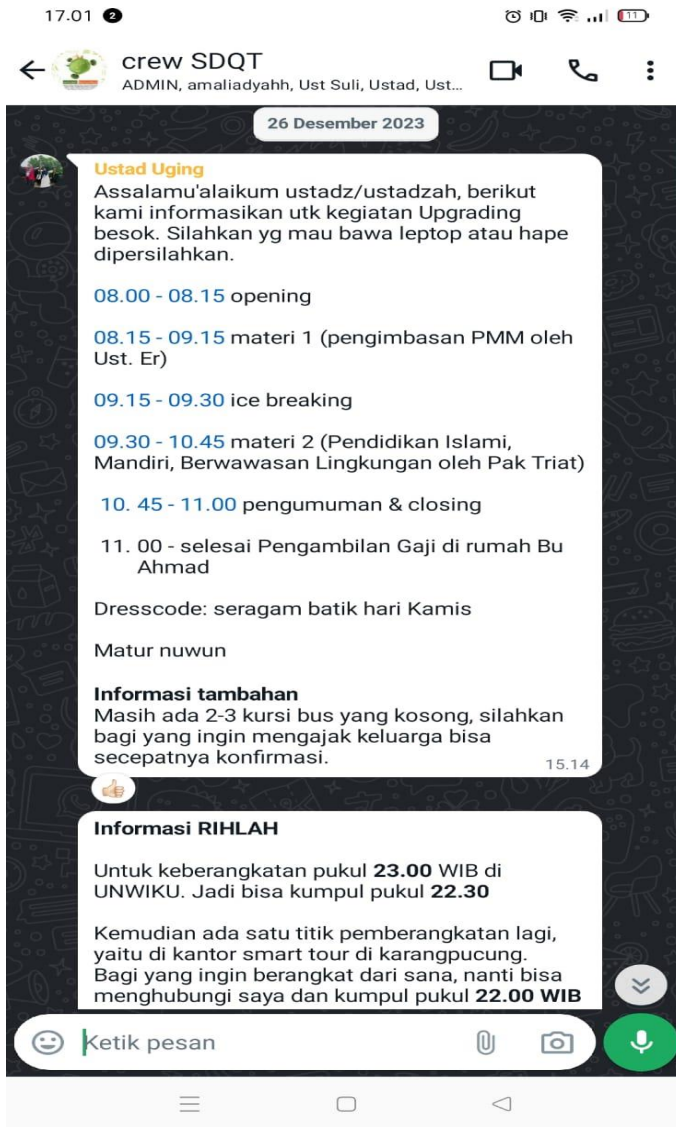 17.01 2
11
crew SDQT
ADMIN, amaliadyahh, Ust Suli, Ustad, Ust...
26 Desember 2023
Ustad Uging
Assalamu'alaikum ustadz/ustadzah, berikut
kami informasikan utk kegiatan Upgrading
besok. Silahkan yg mau bawa leptop atau hape
dipersilahkan.
08.00 - 08.15 opening
08.15 - 09.15 materi 1 (pengimbasan PMM oleh
Ust. Er)
09.15 - 09.30 ice breaking
09.30 - 10.45 materi 2 (Pendidikan Islami,
Mandiri, Berwawasan Lingkungan oleh Pak Triat)
10. 45 - 11.00 pengumuman & closing
11. 00 - selesai Pengambilan Gaji di rumah Bu
Ahmad
Dresscode: seragam batik hari Kamis
Matur nuwun
Informasi tambahan
Masih ada 2-3 kursi bus yang kosong, silahkan
bagi yang ingin mengajak keluarga bisa
secepatnya konfirmasi.
15.14
Informasi RIHLAH
Untuk keberangkatan pukul 23.00 WIB di
UNWIKU. Jadi bisa kumpul pukul 22.30
Kemudian ada satu titik pemberangkatan lagi,
yaitu di kantor smart tour di karangpucung.
Bagi yang ingin berangkat dari sana, nanti bisa
menghubungi saya dan kumpul pukul 22.00 WIB
Ketik pesan